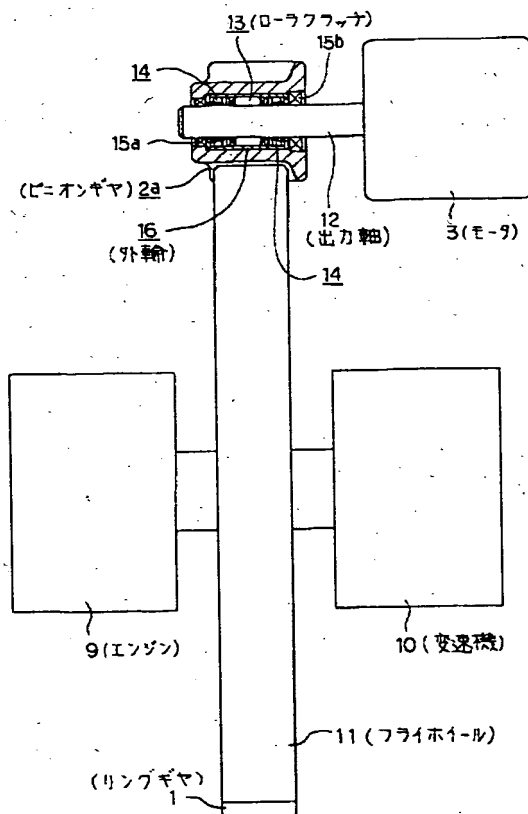 13(ローラクラッチ)
14
15b
15a
(ピニオンギヤ) 2a
16
(外輪)
12
(出力軸)
3(モータ)
14
9(エンジン)
10(変速機)
11(フライホイール)
(リングギヤ)
1